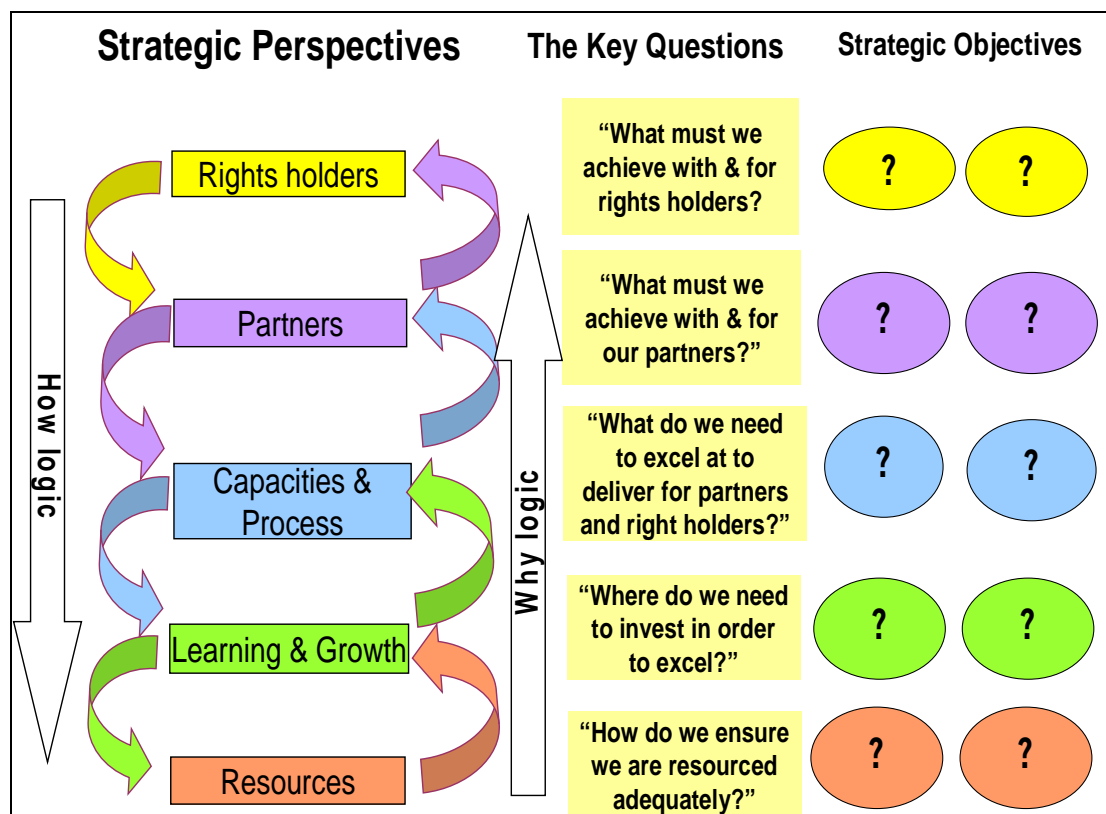 Strategic Perspectives
The Key Questions
Strategic Objectives
How logic
Why logic
Rights holders
“What must we
achieve with & for
rights holders?
?
?
Partners
“What must we
achieve with & for
our partners?”
?
?
Capacities &
Process
“What do we need
to excel at to
deliver for partners
and right holders?”
?
?
Learning & Growth
“Where do we need
to invest in order
to excel?”
?
?
Resources
“How do we ensure
we are resourced
adequately?”
?
?